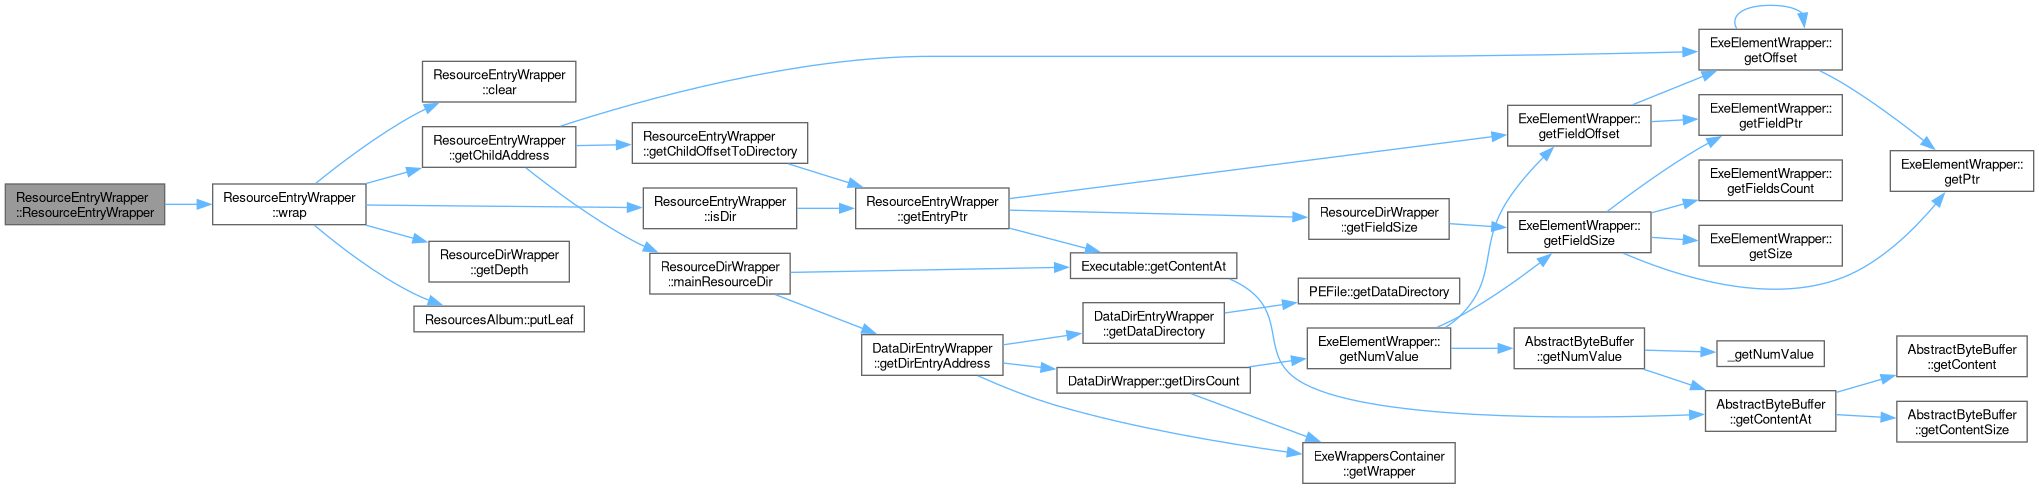 ResourceEntryWrapper
::ResourceEntryWrapper
ResourceEntryWrapper
::wrap
ResourceEntryWrapper
::clear
ResourceEntryWrapper
::getChildAddress
ResourceEntryWrapper
::isDir
ResourceDirWrapper
::getDepth
ResourcesAlbum::putLeaf
ResourceEntryWrapper
::getChildOffsetToDirectory
ResourceDirWrapper
::mainResourceDir
ResourceEntryWrapper
::getEntryPtr
DataDirEntryWrapper
::getDirEntryAddress
Executable::getContentAt
DataDirEntryWrapper
::getDataDirectory
DataDirWrapper::getDirsCount
ResourceDirWrapper
::getFieldSize
PEFile::getDataDirectory
ExeElementWrapper::
getNumValue
ExeWrappersContainer
::getWrapper
ExeElementWrapper::
getFieldOffset
ExeElementWrapper::
getFieldSize
AbstractByteBuffer
::getNumValue
ExeElementWrapper::
getOffset
ExeElementWrapper::
getFieldPtr
ExeElementWrapper::
getFieldsCount
ExeElementWrapper::
getSize
_getNumValue
AbstractByteBuffer
::getContentAt
ExeElementWrapper::
getPtr
AbstractByteBuffer
::getContent
AbstractByteBuffer
::getContentSize